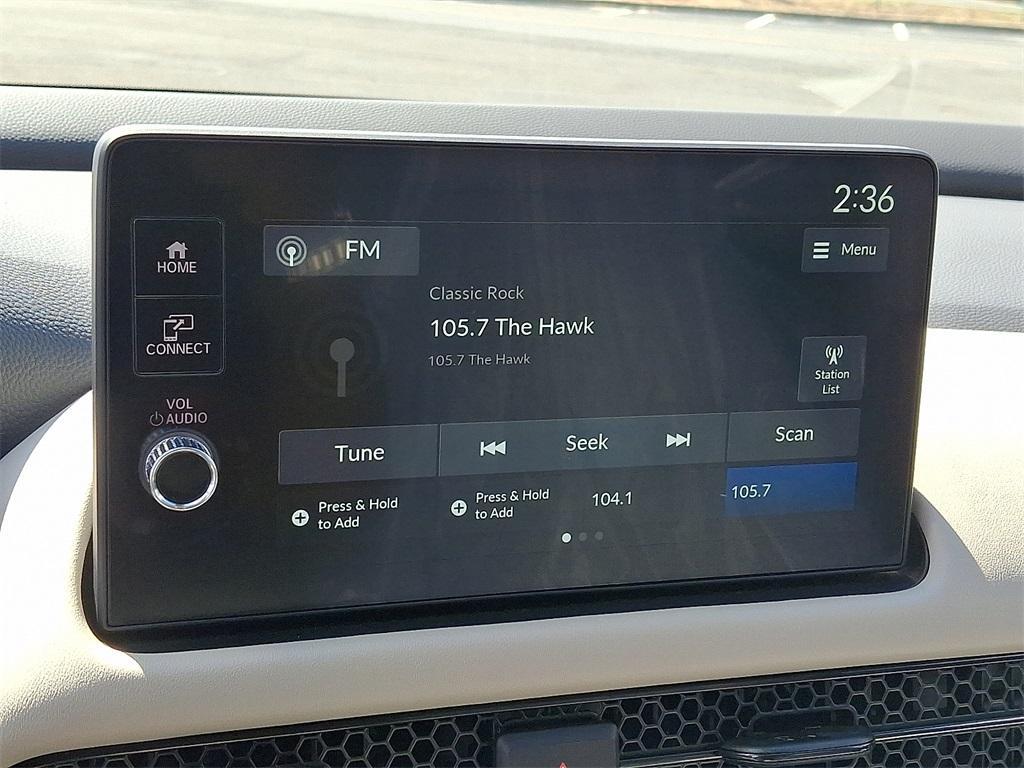 2:36
HOME
FM
Menu
Classic Rock
105.7 The Hawk
105.7 The Hawk
CONNECT
Station
List
VOL
AUDIO
Tune
Seek
Scan
Press & Hold
to Add
Press & Hold
to Add
104.1
105.7